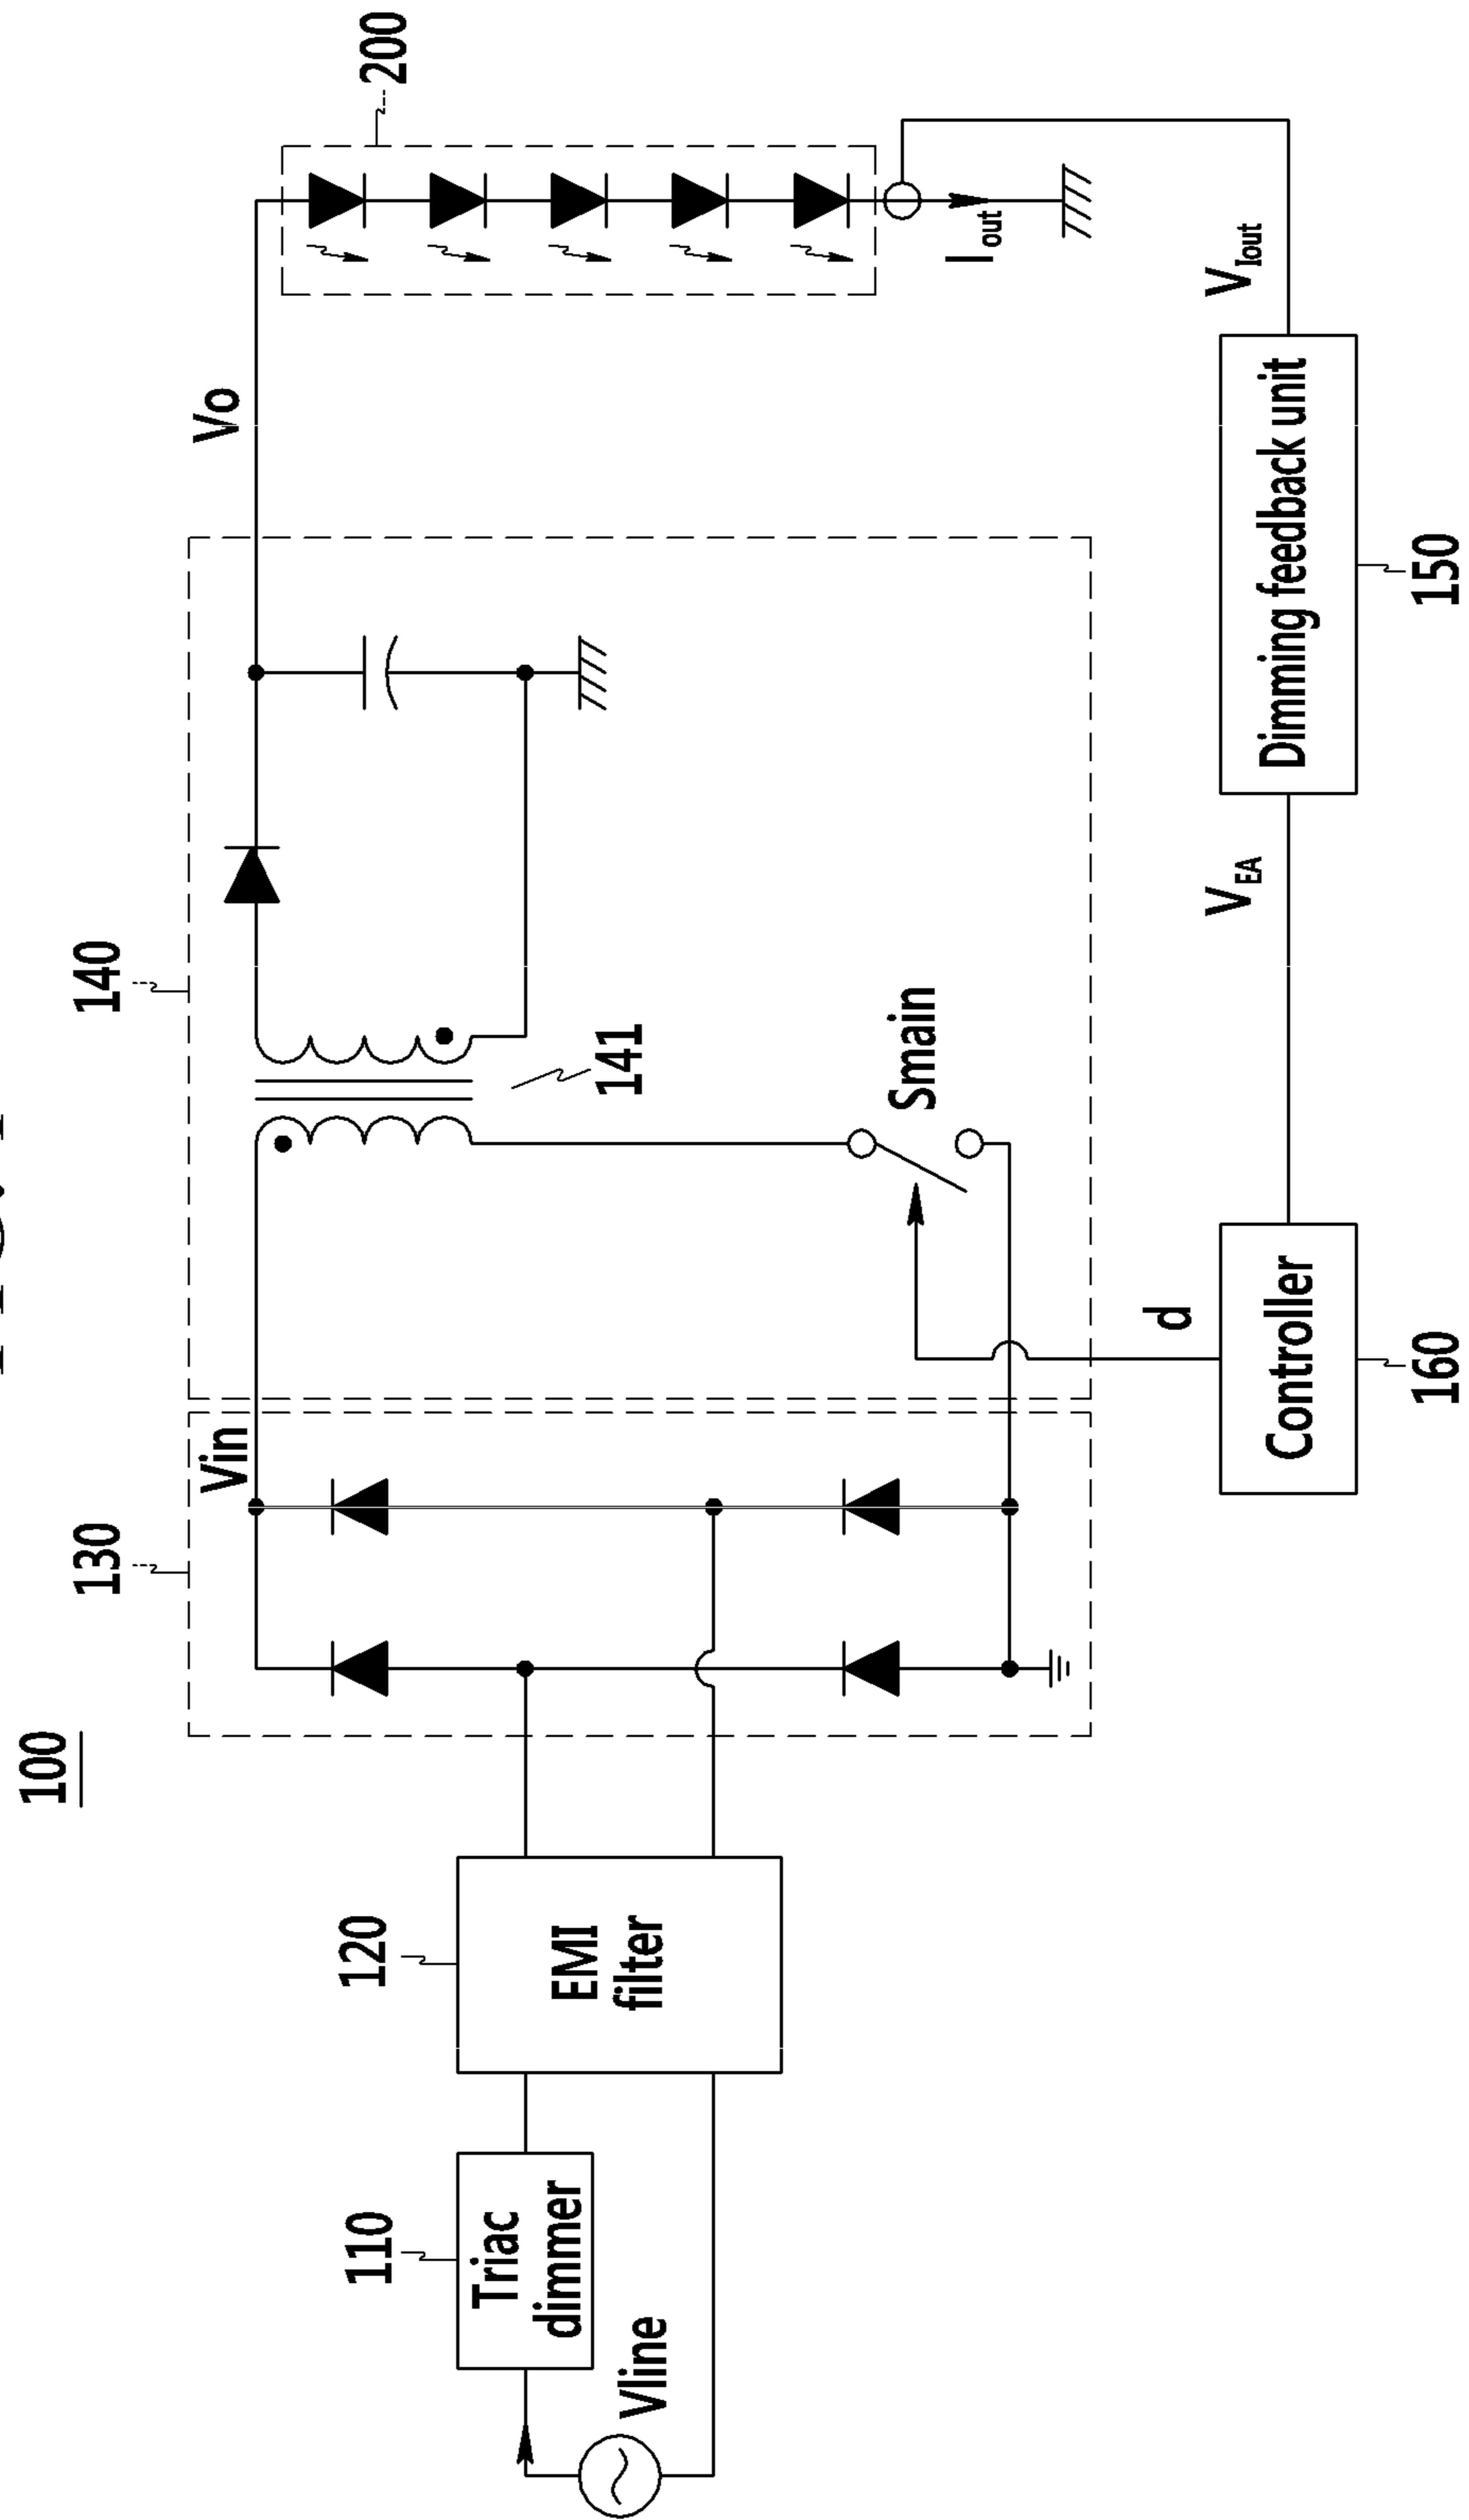 100
130
140
200
Vin
Vo
110
Triac
dimmer
120
EMI
filter
141
Vline
Smain
Iout
d
VEA
VIout
Controller
Dimming feedback unit
160
150